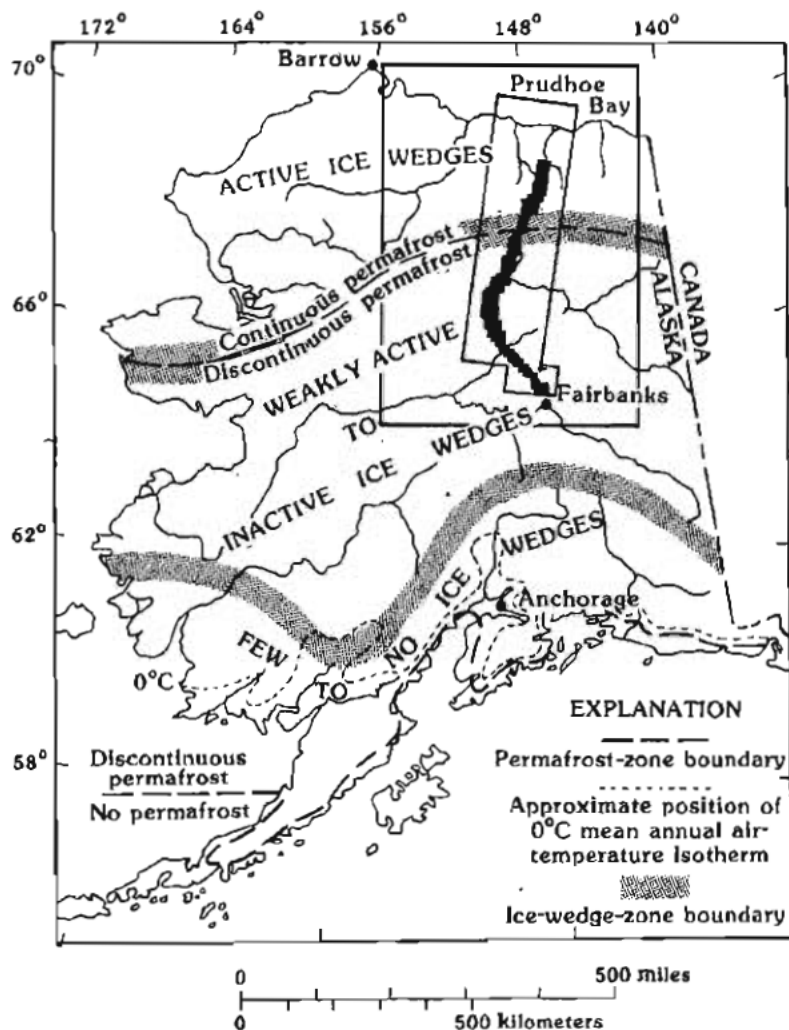 172° 164° 156° 148° 140°
70°
Barrow
Prudhoe
Bay
ACTIVE ICE WEDGES
Continuous permafrost
Discontinuous permafrost
CANADA
ALASKA
66°
WEAKLY ACTIVE
TO
Fairbanks
INACTIVE ICE WEDGES
62°
FEW
TO
NO
ICE
WEDGES
Anchorage
0°C
58°
Discontinuous
permafrost
No permafrost
EXPLANATION
Permafrost-zone boundary
Approximate position of
0°C mean annual air-
temperature isotherm
Ice-wedge-zone boundary
0 500 miles
0 500 kilometers